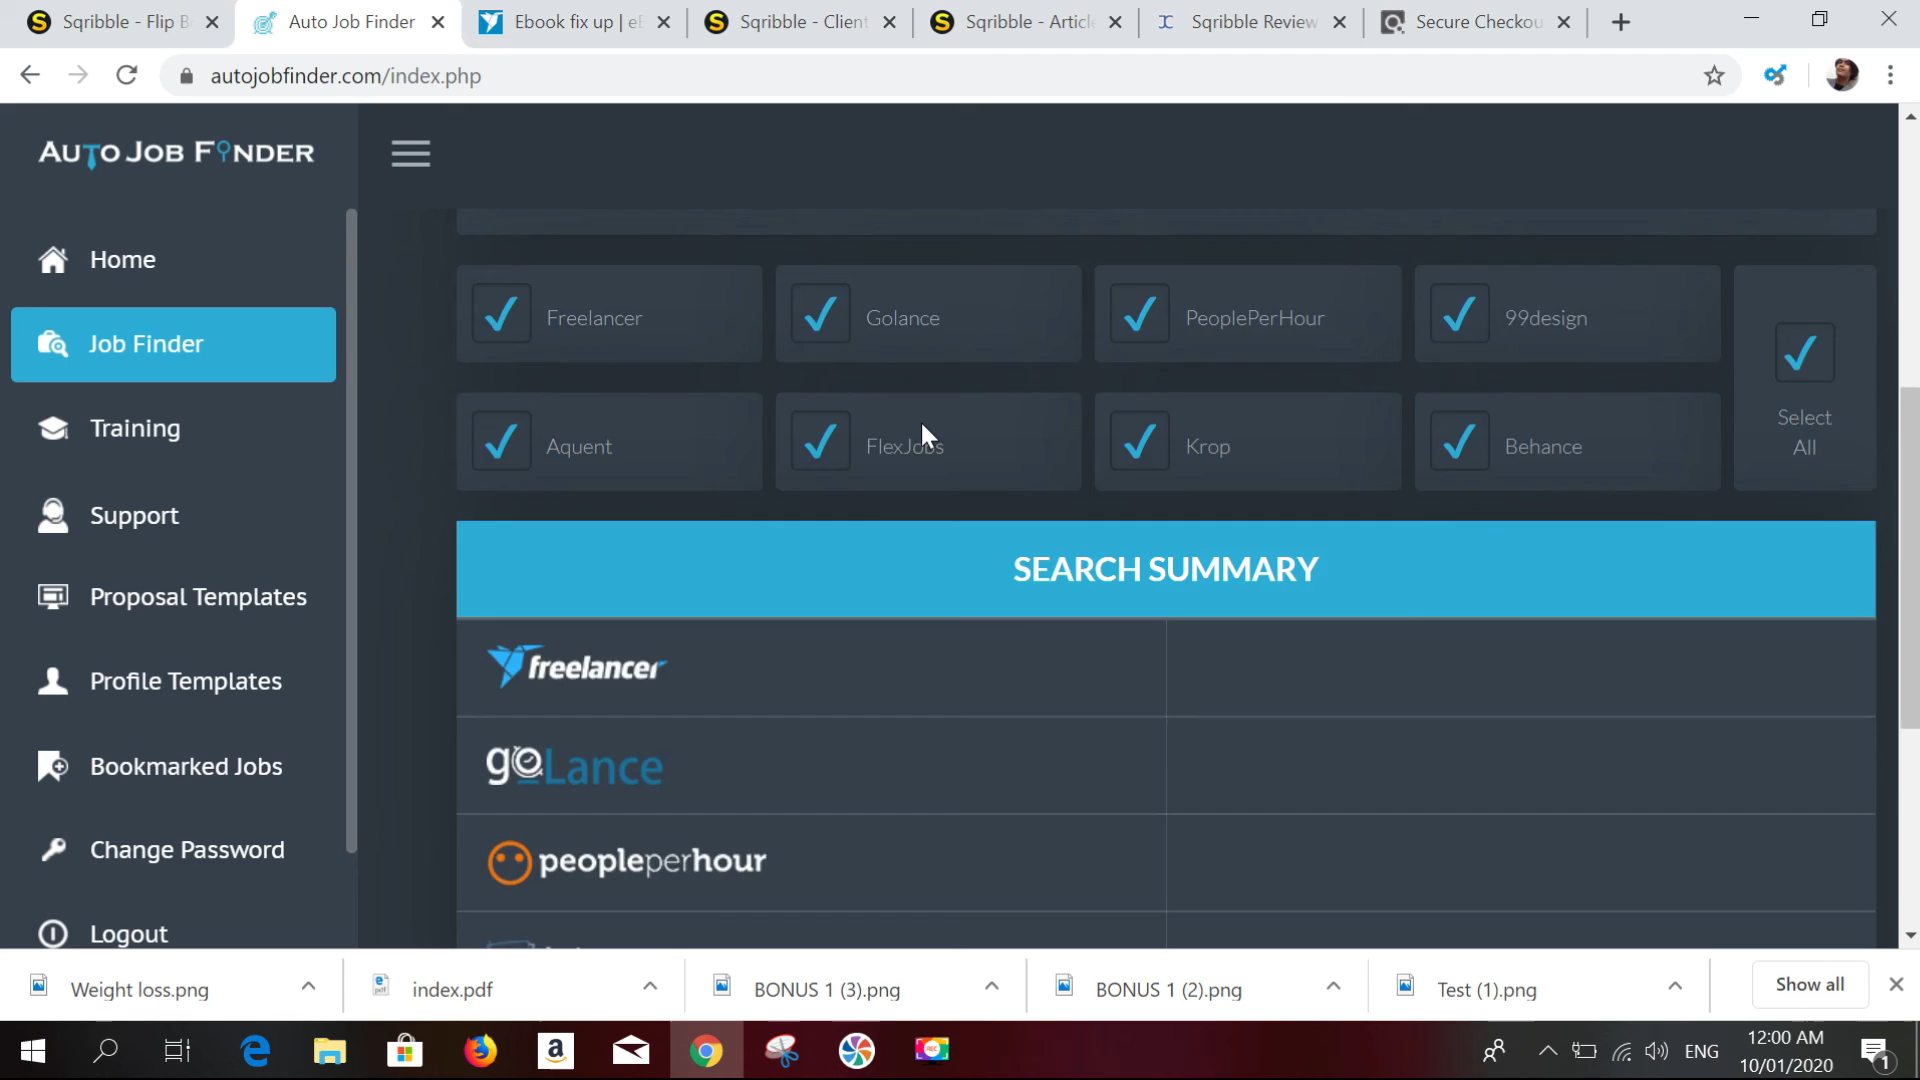 Sqribble - Flip B
Auto Job Finder
Ebook fix up | eB
Sqribble - Client
Sqribble - Article
Sqribble Review
Secure Checkou
autojobfinder.com/index.php
AUTO JOB FINDER
Home
Job Finder
Training
Support
Proposal Templates
Profile Templates
Bookmarked Jobs
Change Password
Logout
Freelancer
Golance
PeoplePerHour
99design
Aquent
FlexJobs
Krop
Behance
Select
All
SEARCH SUMMARY
freelancer
goLance
peopleperhour
Weight loss.png
index.pdf
BONUS 1 (3).png
BONUS 1 (2).png
Test (1).png
Show all
ENG
12:00 AM
10/01/2020
1